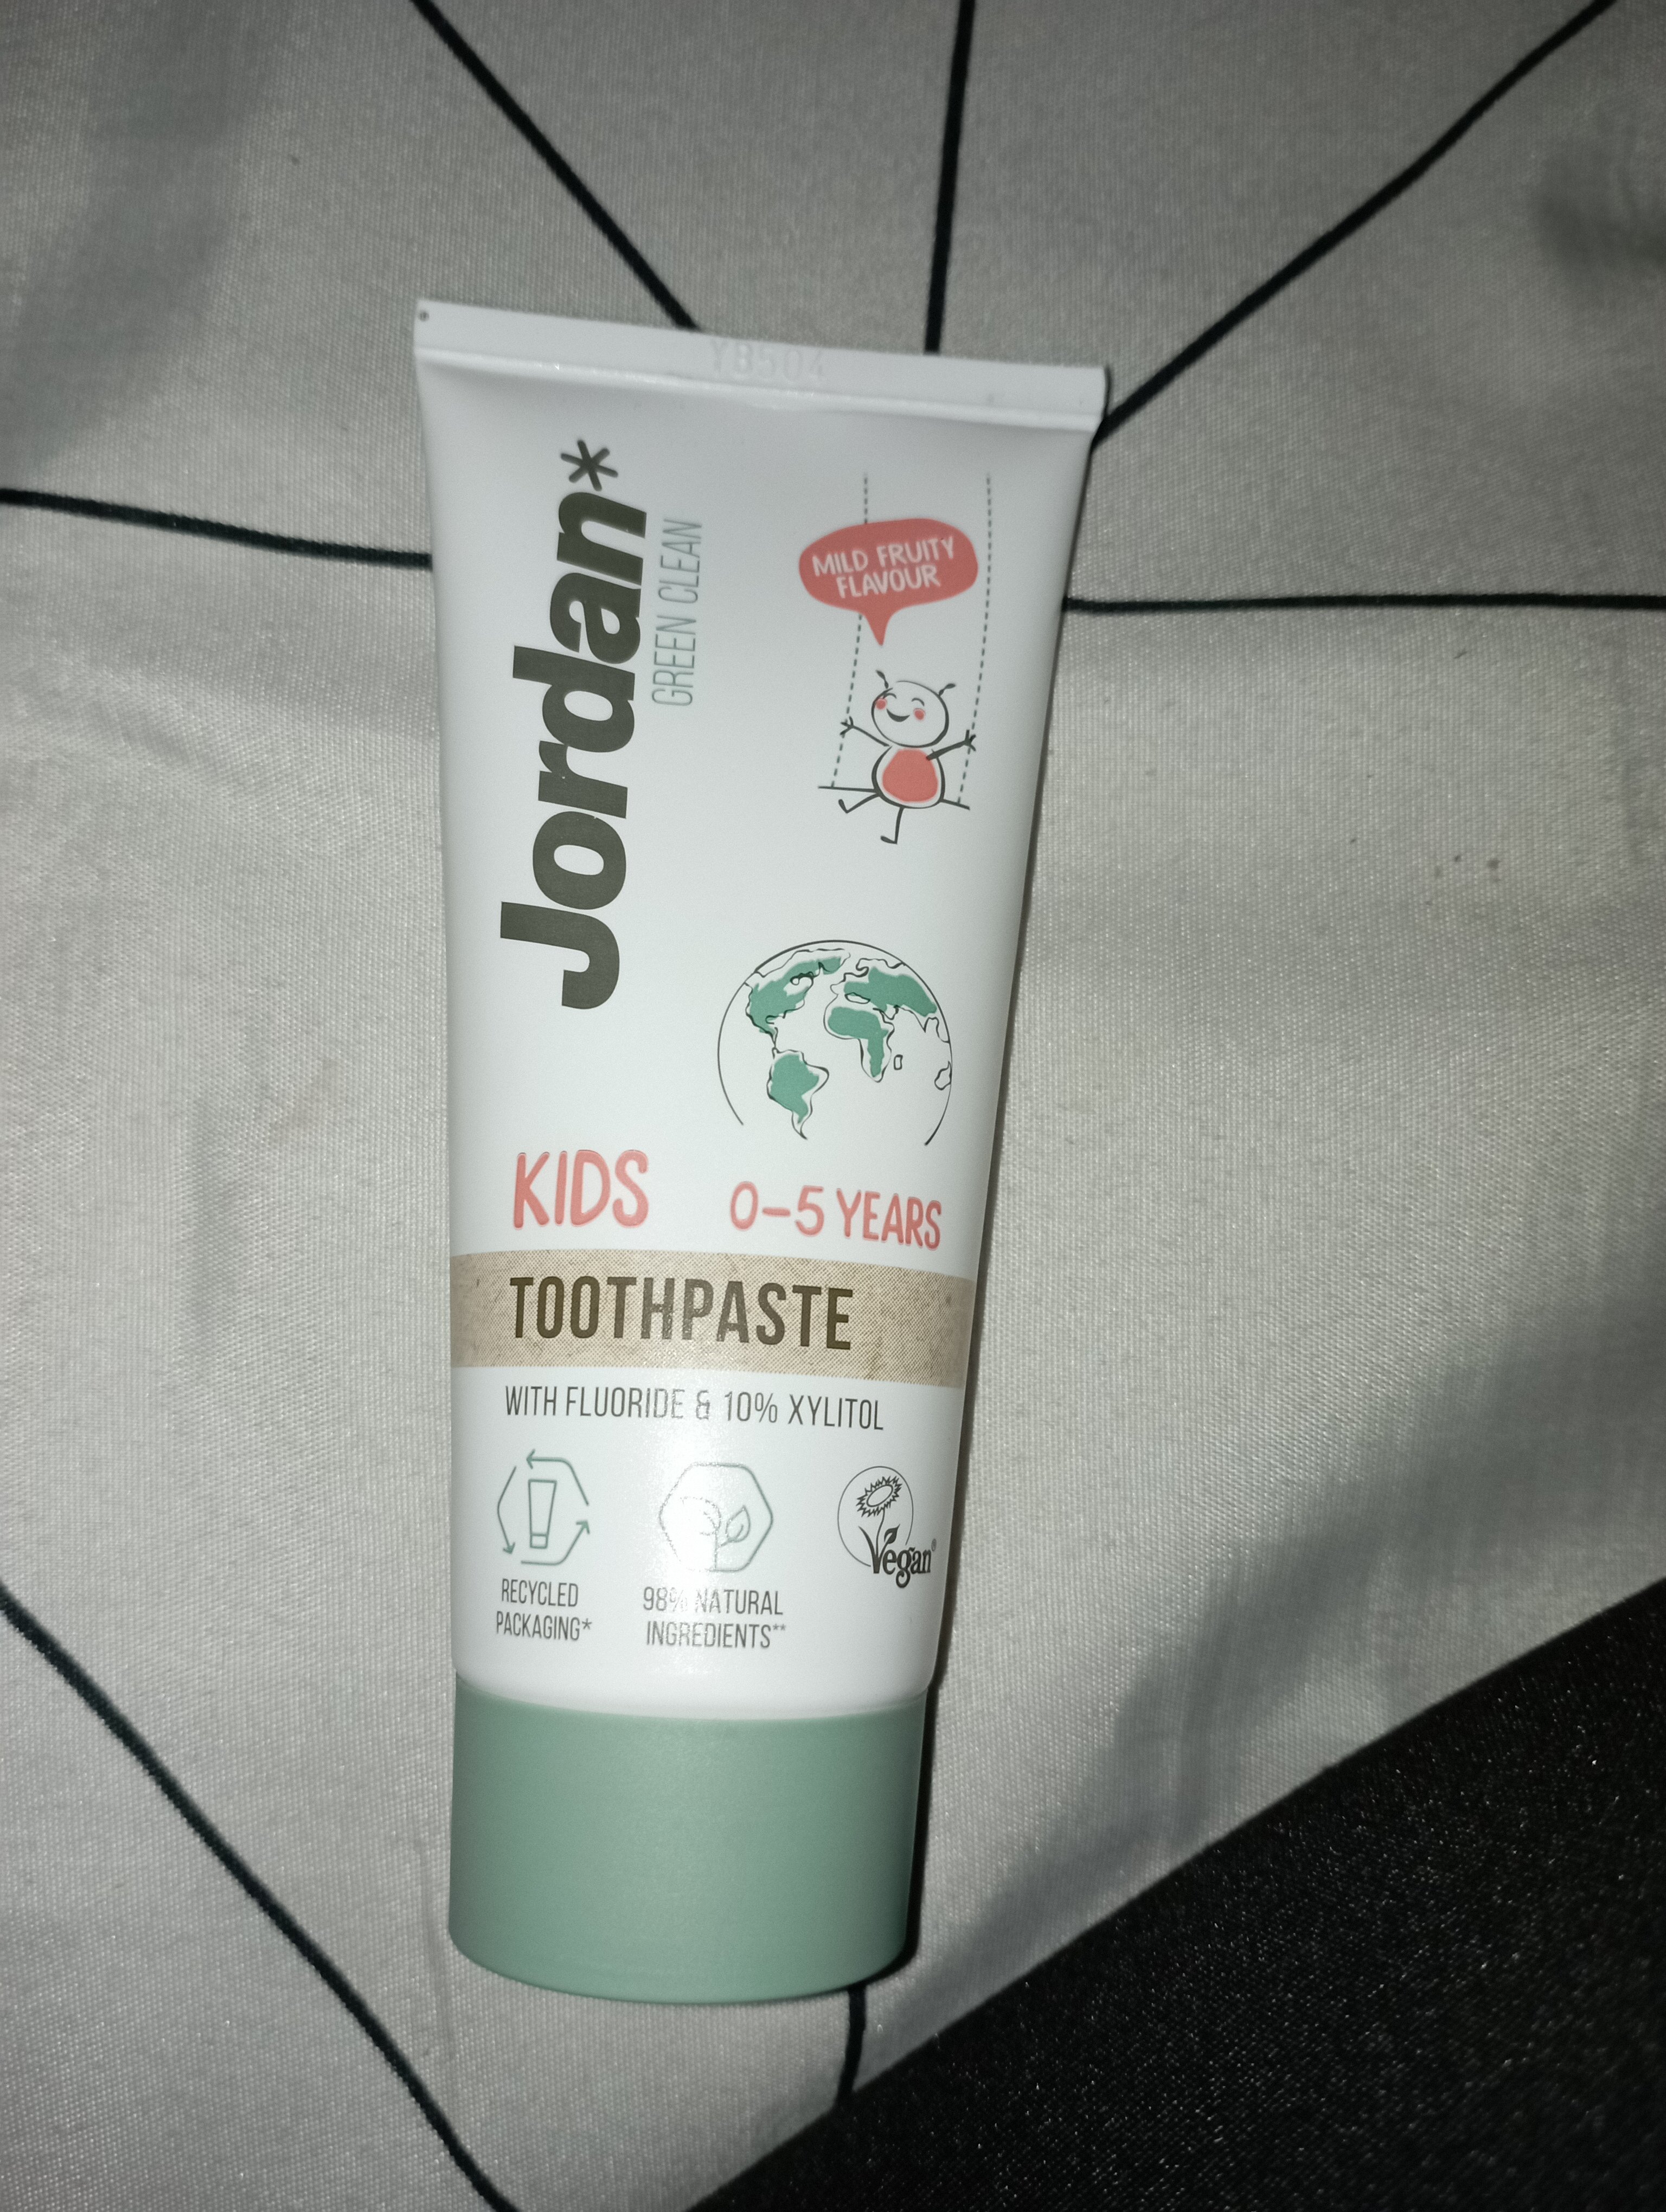 YB504
Jordan*
GREEN CLEAN
MILD FRUITY
FLAVOUR
KIDS
0-5 YEARS
TOOTHPASTE
WITH FLUORIDE & 10% XYLITOL
RECYCLED
PACKAGING*
98% NATURAL
INGREDIENTS**
Vegan®